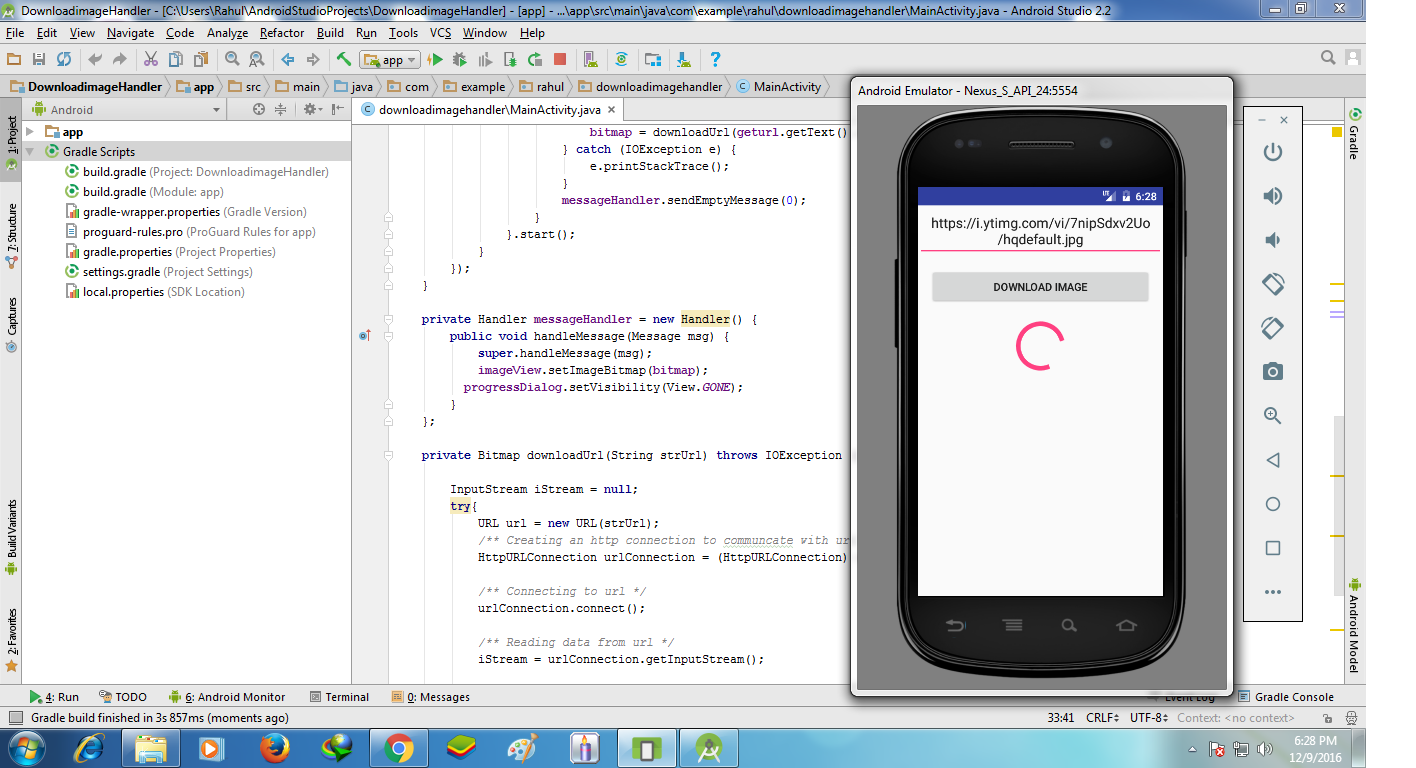 DownloadimageHandler - [C:\Users\Rahul\AndroidStudioProjects\DownloadimageHandler] - [app] - ...\app\src\main\java\com\example\rahul\downloadimagehandler\MainActivity.java - Android Studio 2.2
File Edit View Navigate Code Analyze Refactor Build Run Tools VCS Window Help
app
DownloadimageHandler app src main java com example rahul downloadimagehandler MainActivity
Android
downloadimagehandler\MainActivity.java
1: Project
7: Structure
Captures
Build Variants
2: Favorites
app
Gradle Scripts
build.gradle (Project: DownloadimageHandler)
build.gradle (Module: app)
gradle-wrapper.properties (Gradle Version)
proguard-rules.pro (ProGuard Rules for app)
gradle.properties (Project Properties)
settings.gradle (Project Settings)
local.properties (SDK Location)
bitmap = downloadUrl(geturl.getText()
} catch (IOException e) {
e.printStackTrace();
}
messageHandler.sendEmptyMessage(0);
}
}.start();
}
});
}
private Handler messageHandler = new Handler() {
public void handleMessage(Message msg) {
super.handleMessage(msg);
imageView.setImageBitmap(bitmap);
progressDialog.setVisibility(View.GONE);
}
};
private Bitmap downloadUrl(String strUrl) throws IOException
InputStream iStream = null;
try{
URL url = new URL(strUrl);
/** Creating an http connection to communcate with ur
HttpURLConnection urlConnection = (HttpURLConnection)
/** Connecting to url */
urlConnection.connect();
/** Reading data from url */
iStream = urlConnection.getInputStream();
Android Emulator - Nexus_S_API_24:5554
LTE 6:28
https://i.ytimg.com/vi/7nipSdxv2Uo
/hqdefault.jpg
DOWNLOAD IMAGE
Gradle
Android Model
4: Run TODO 6: Android Monitor Terminal 0: Messages Event Log Gradle Console
Gradle build finished in 3s 857ms (moments ago) 33:41 CRLF UTF-8 Context: <no context>
6:28 PM
12/9/2016